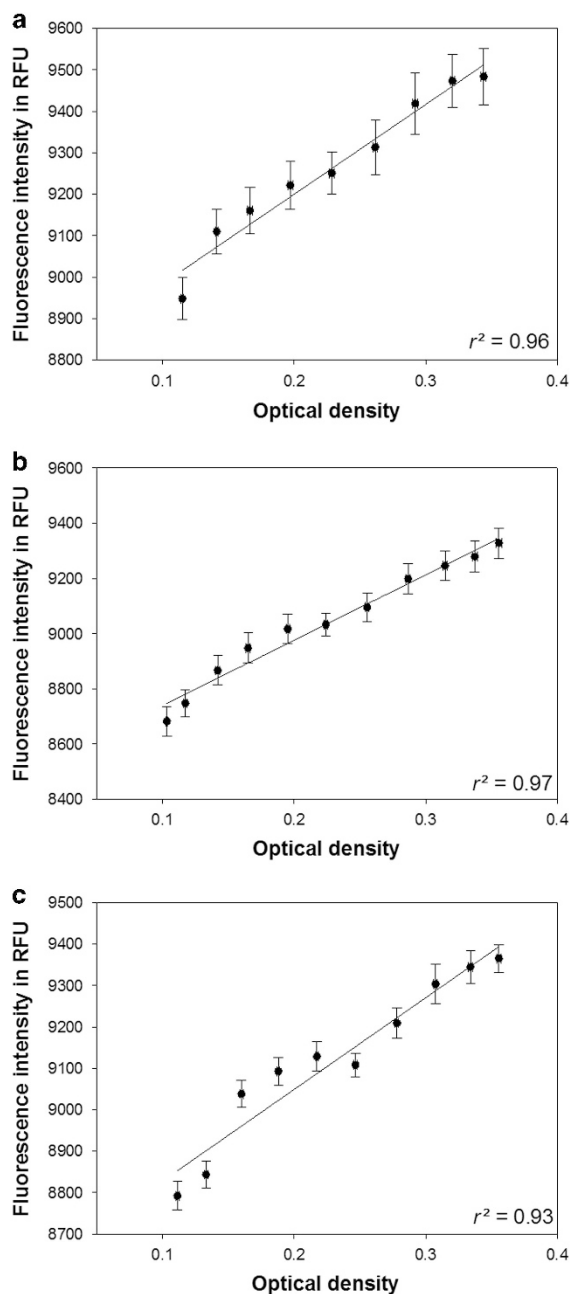 a
Fluorescence intensity in RFU
9600
9500
9400
9300
9200
9100
9000
8900
8800
r² = 0.96
0.1 0.2 0.3 0.4
Optical density
b
Fluorescence intensity in RFU
9600
9400
9200
9000
8800
8600
8400
r² = 0.97
0.1 0.2 0.3 0.4
Optical density
c
Fluorescence intensity in RFU
9500
9400
9300
9200
9100
9000
8900
8800
8700
r² = 0.93
0.1 0.2 0.3 0.4
Optical density